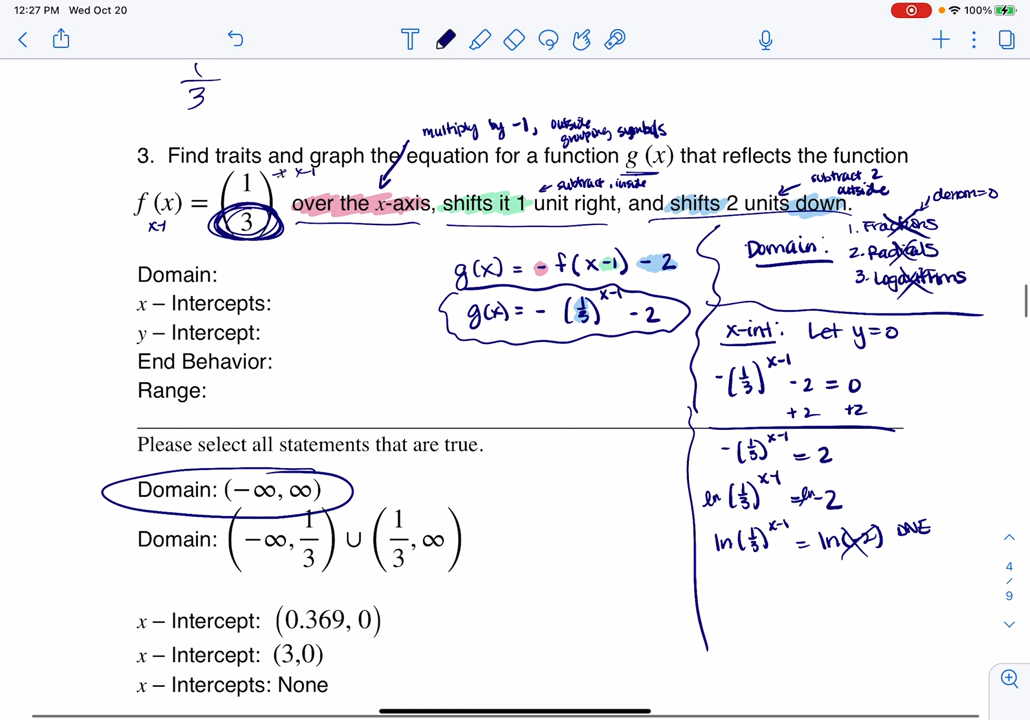 12:27 PM Wed Oct 20
100%
T
1/3
multiply by -1, outside grouping symbols
3. Find traits and graph the equation for a function g (x) that reflects the function
→ x-1
← subtract 1 inside
subtract 2 outside
f (x) = (1/3) over the x-axis, shifts it 1 unit right, and shifts 2 units down.
x-1
denom=0
Domain:
1. Fractions
2. Radicals
3. Logarithms
g(x) = - f(x-1) - 2
g(x) = - (1/3)^x-1 - 2
Domain:
x – Intercepts:
y – Intercept:
End Behavior:
Range:
x-int: Let y=0
-(1/3)^x-1 - 2 = 0
+2 +2
-(1/3)^x-1 = 2
ln (1/3)^x-1 = ln -2
ln(1/3)^x-1 = ln(-2) DNE
Please select all statements that are true.
Domain: (−∞, ∞)
Domain: (−∞, 1/3) ∪ (1/3, ∞)
x – Intercept: (0.369, 0)
x – Intercept: (3,0)
x – Intercepts: None
4
/
9